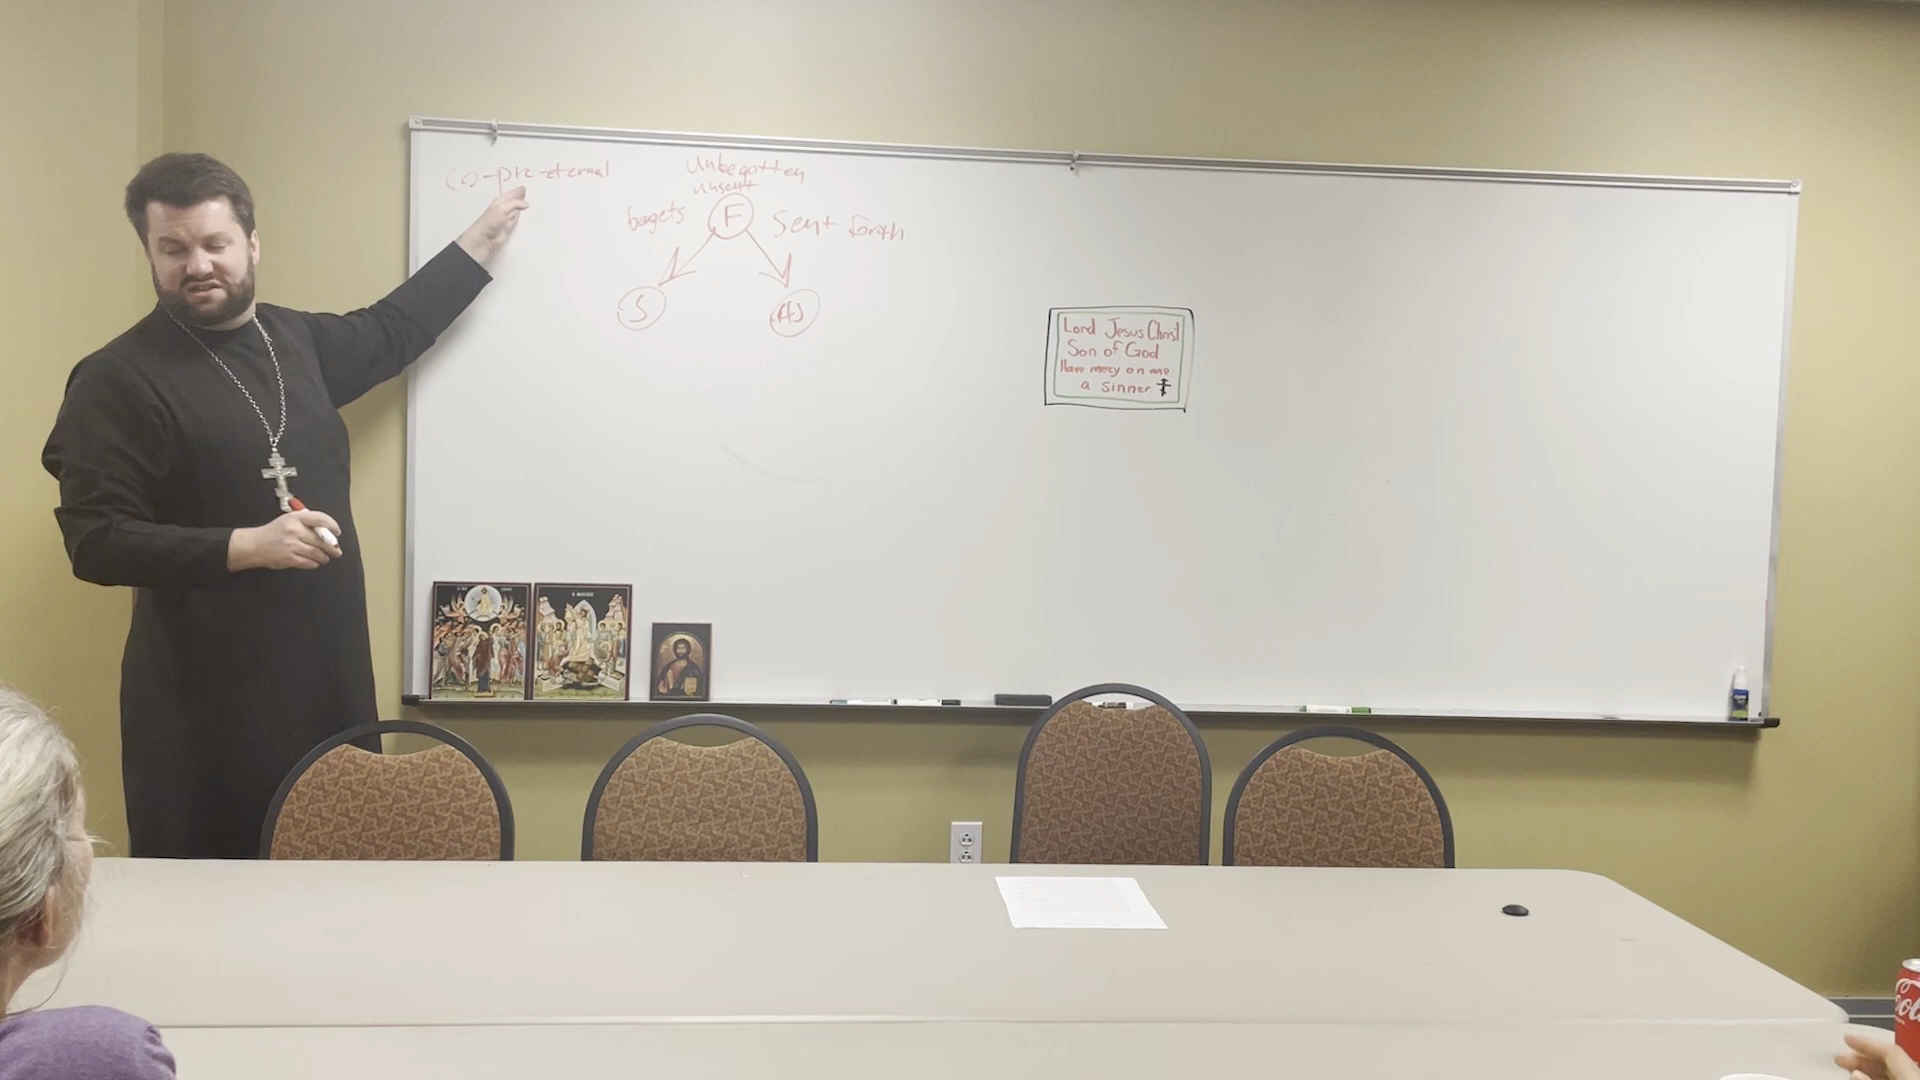 Co-pre-eternal
Unbegotten
unsent
begets
F
Sent forth
S
HS
Lord Jesus Christ
Son of God
Have mercy on me
a sinner.